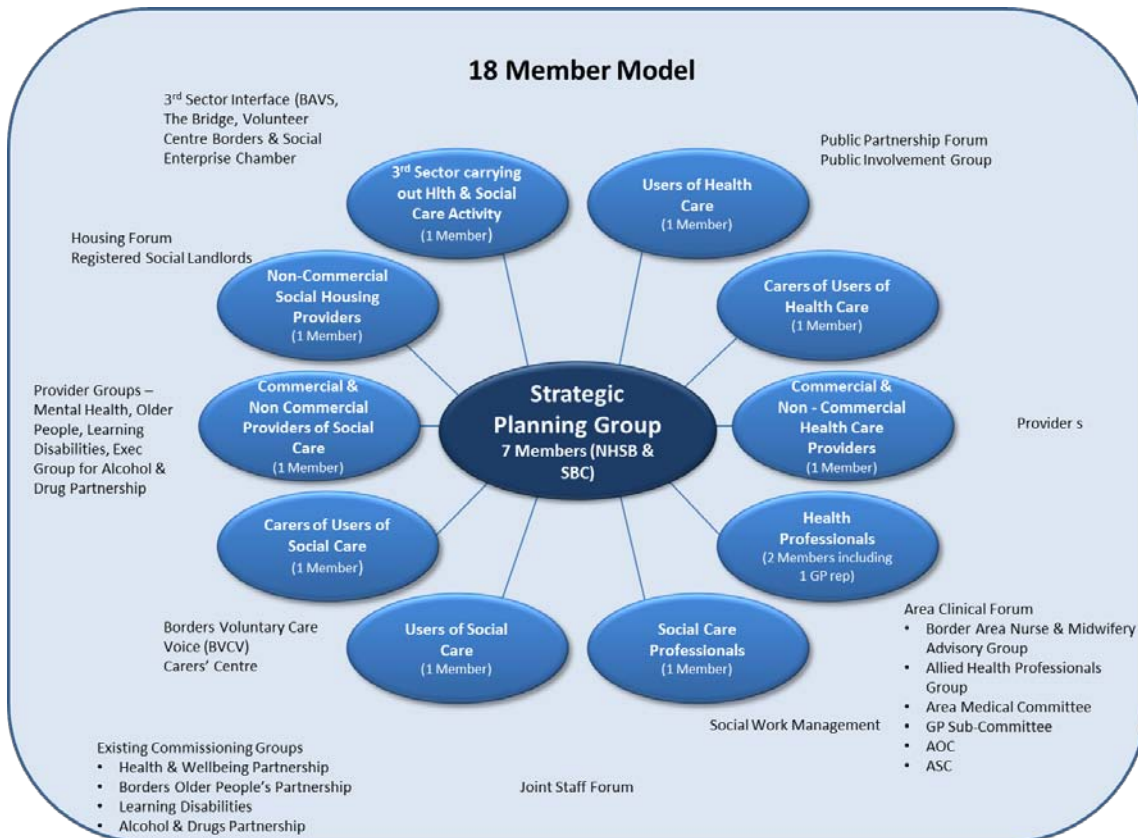 18 Member Model
3rd Sector Interface (BAVS,
The Bridge, Volunteer
Centre Borders & Social
Enterprise Chamber
Public Partnership Forum
Public Involvement Group
3rd Sector carrying
out Hlth & Social
Care Activity
(1 Member)
Users of Health
Care
(1 Member)
Housing Forum
Registered Social Landlords
Non-Commercial
Social Housing
Providers
(1 Member)
Carers of Users of
Health Care
(1 Member)
Provider Groups –
Mental Health, Older
People, Learning
Disabilities, Exec
Group for Alcohol &
Drug Partnership
Commercial &
Non Commercial
Providers of Social
Care
(1 Member)
Strategic
Planning Group
7 Members (NHSB &
SBC)
Commercial &
Non - Commercial
Health Care
Providers
(1 Member)
Provider s
Carers of Users of
Social Care
(1 Member)
Health
Professionals
(2 Members including
1 GP rep)
Borders Voluntary Care
Voice (BVCV)
Carers' Centre
Users of Social
Care
(1 Member)
Social Care
Professionals
(1 Member)
Area Clinical Forum
• Border Area Nurse & Midwifery
Advisory Group
• Allied Health Professionals
Group
• Area Medical Committee
• GP Sub-Committee
• AOC
• ASC
Social Work Management
Existing Commissioning Groups
• Health & Wellbeing Partnership
• Borders Older People's Partnership
• Learning Disabilities
• Alcohol & Drugs Partnership
Joint Staff Forum